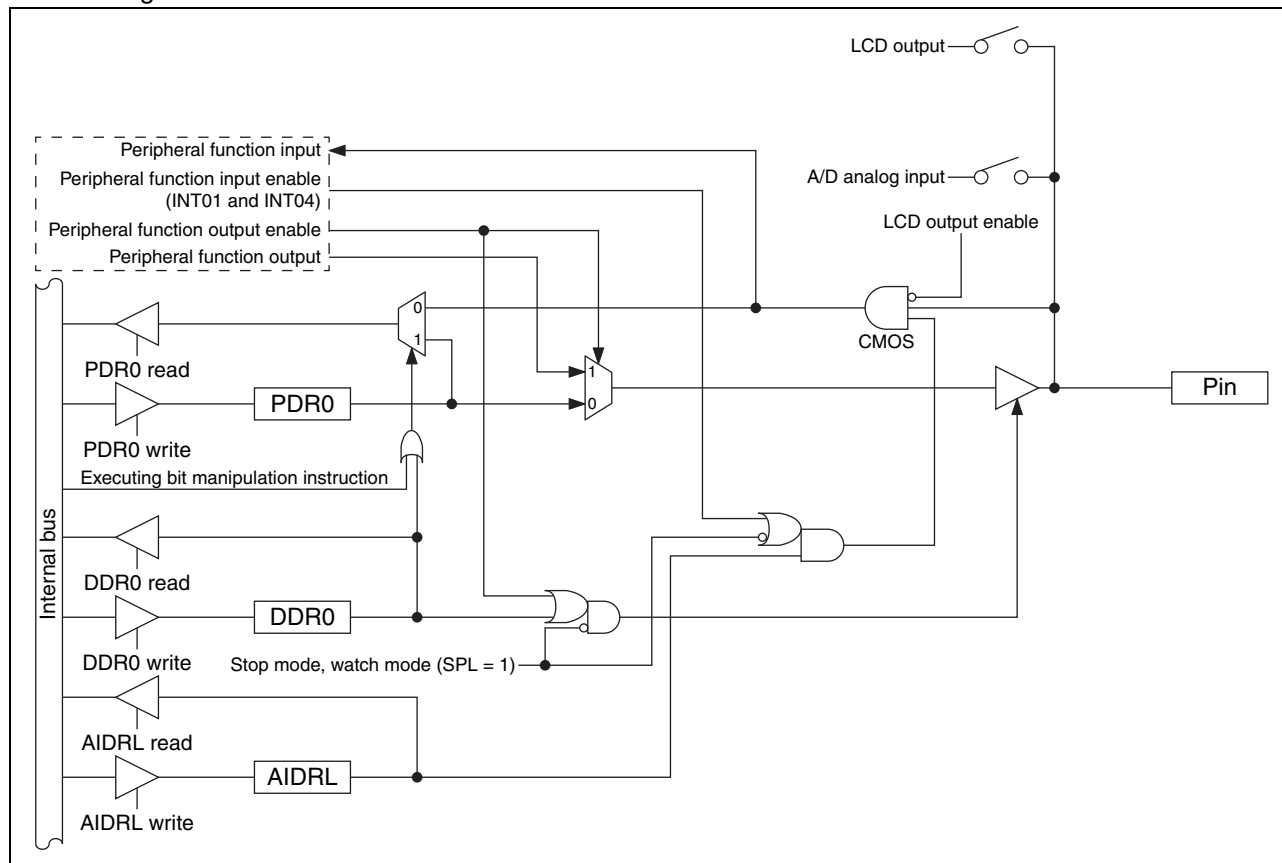 LCD output
Peripheral function input
Peripheral function input enable
(INT01 and INT04)
A/D analog input
Peripheral function output enable
LCD output enable
Peripheral function output
0
1
CMOS
PDR0 read
1
0
PDR0
Pin
PDR0 write
Executing bit manipulation instruction
Internal bus
DDR0 read
DDR0
DDR0 write
Stop mode, watch mode (SPL = 1)
AIDRL read
AIDRL
AIDRL write